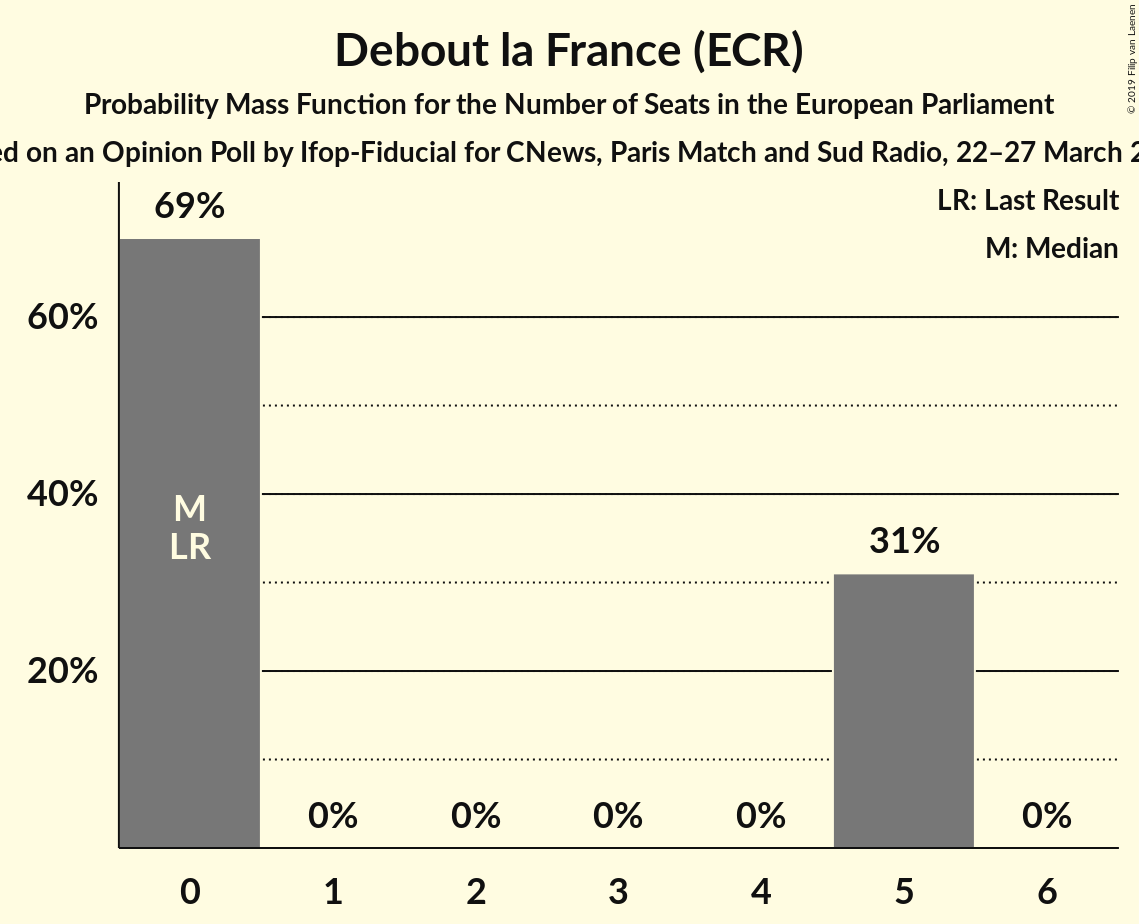 Debout la France (ECR)
Probability Mass Function for the Number of Seats in the European Parliament
on an Opinion Poll by Ifop-Fiducial for CNews, Paris Match and Sud Radio, 22–27 March
© 2019 Filip van Laenen
LR: Last Result
M: Median
69%
60%
40%
20%
M
LR
0%
0%
0%
0%
31%
0%
0 1 2 3 4 5 6